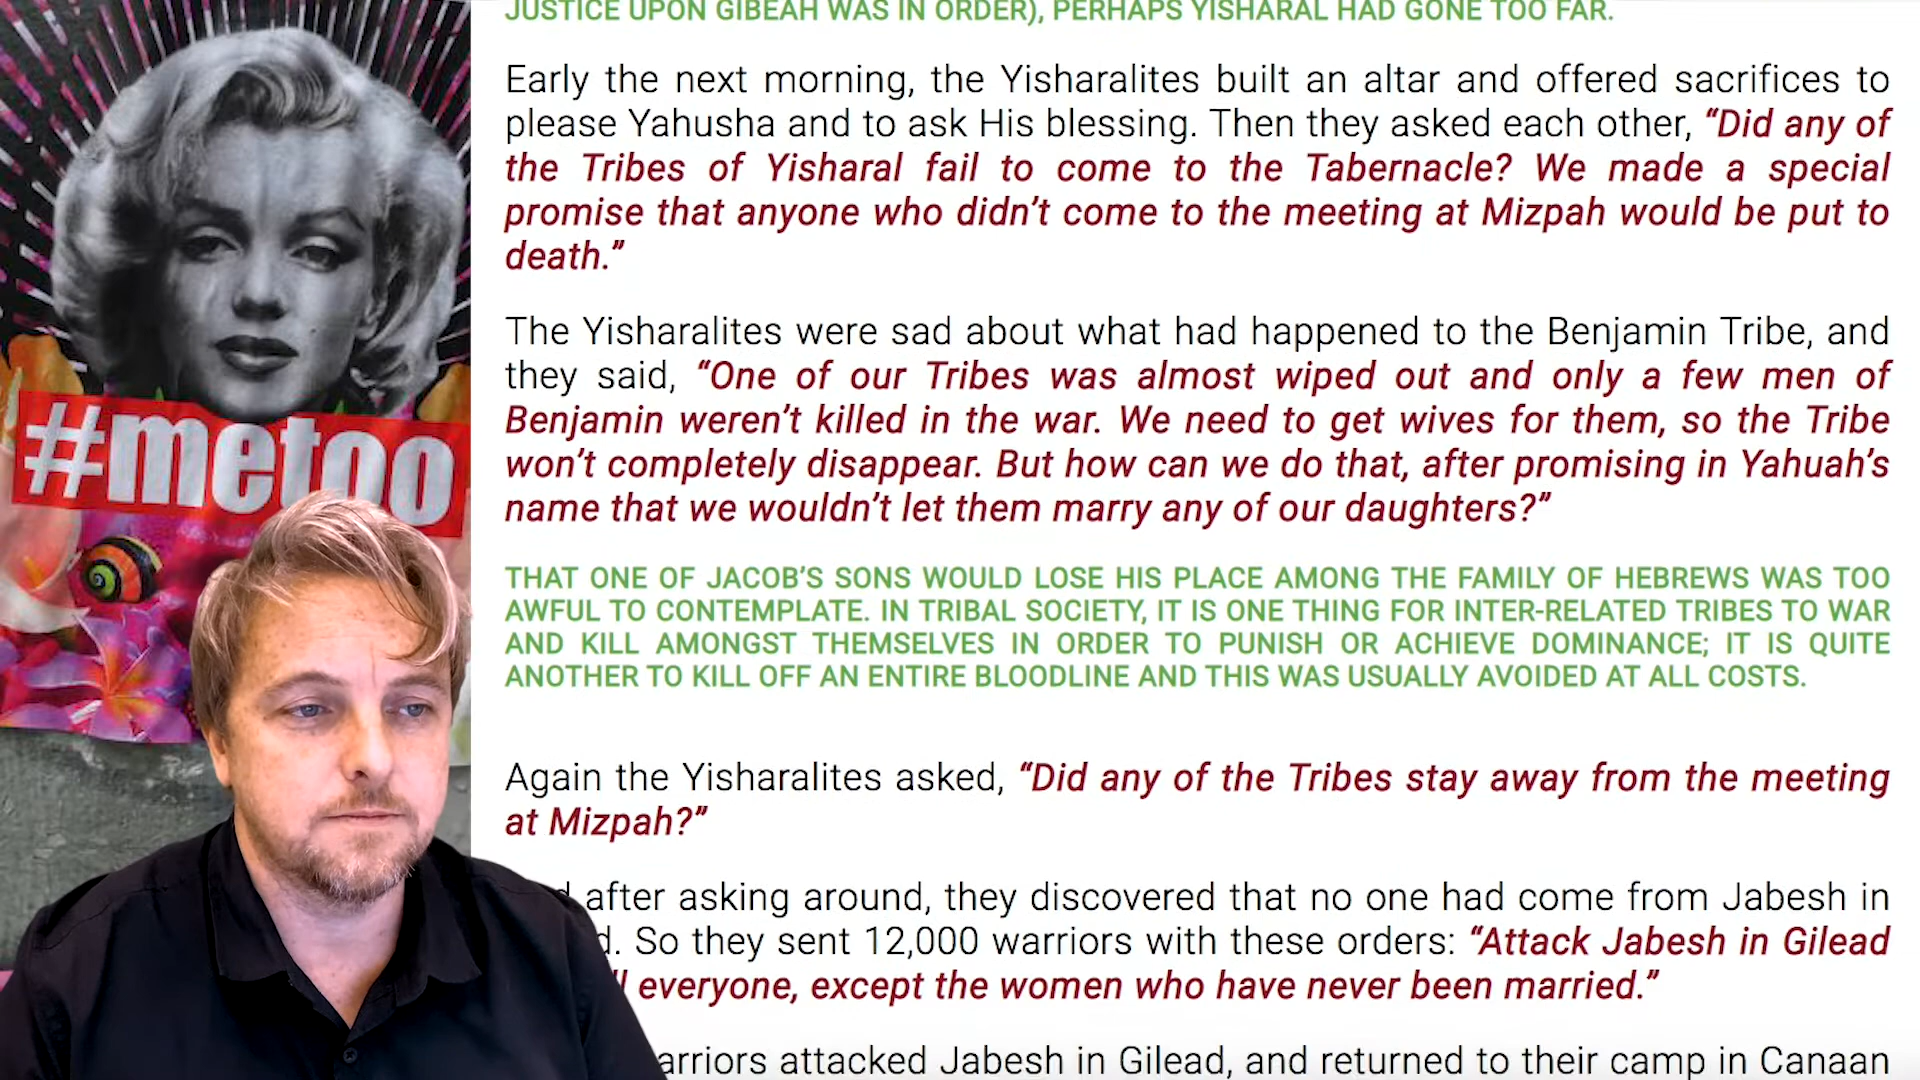 JUSTICE UPON GIBEAH WAS IN ORDER), PERHAPS YISHARAL HAD GONE TOO FAR.
Early the next morning, the Yisharalites built an altar and offered sacrifices to
please Yahusha and to ask His blessing. Then they asked each other, “Did any of
the Tribes of Yisharal fail to come to the Tabernacle? We made a special
promise that anyone who didn’t come to the meeting at Mizpah would be put to
death.”
The Yisharalites were sad about what had happened to the Benjamin Tribe, and
they said, “One of our Tribes was almost wiped out and only a few men of
Benjamin weren’t killed in the war. We need to get wives for them, so the Tribe
won’t completely disappear. But how can we do that, after promising in Yahuah’s
name that we wouldn’t let them marry any of our daughters?”
THAT ONE OF JACOB’S SONS WOULD LOSE HIS PLACE AMONG THE FAMILY OF HEBREWS WAS TOO
AWFUL TO CONTEMPLATE. IN TRIBAL SOCIETY, IT IS ONE THING FOR INTER-RELATED TRIBES TO WAR
AND KILL AMONGST THEMSELVES IN ORDER TO PUNISH OR ACHIEVE DOMINANCE; IT IS QUITE
ANOTHER TO KILL OFF AN ENTIRE BLOODLINE AND THIS WAS USUALLY AVOIDED AT ALL COSTS.
Again the Yisharalites asked, “Did any of the Tribes stay away from the meeting
at Mizpah?”
after asking around, they discovered that no one had come from Jabesh in
So they sent 12,000 warriors with these orders: “Attack Jabesh in Gilead
everyone, except the women who have never been married.”
arriors attacked Jabesh in Gilead, and returned to their camp in Canaan
#metoo